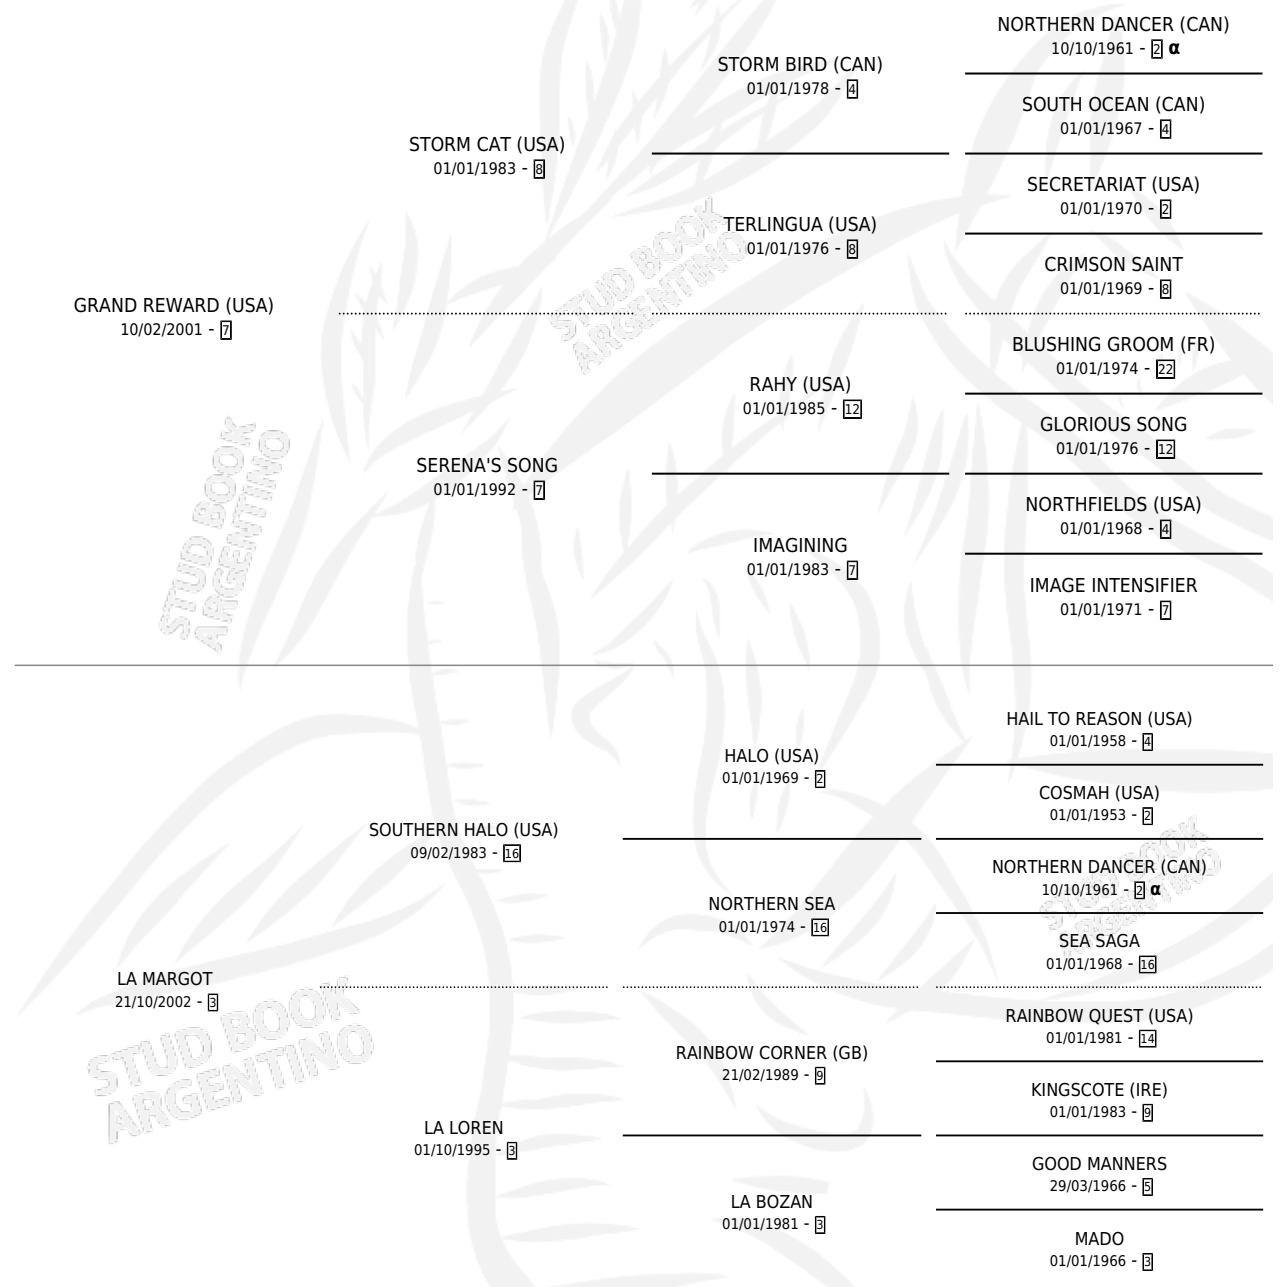 NORTHERN DANCER (CAN)
10/10/1961 - 2 α
STORM BIRD (CAN)
01/01/1978 - 4
SOUTH OCEAN (CAN)
01/01/1967 - 4
STORM CAT (USA)
01/01/1983 - 8
SECRETARIAT (USA)
01/01/1970 - 2
TERLINGUA (USA)
01/01/1976 - 8
CRIMSON SAINT
01/01/1969 - 8
GRAND REWARD (USA)
10/02/2001 - 7
BLUSHING GROOM (FR)
01/01/1974 - 22
RAHY (USA)
01/01/1985 - 12
GLORIOUS SONG
01/01/1976 - 12
SERENA'S SONG
01/01/1992 - 7
NORTHFIELDS (USA)
01/01/1968 - 4
IMAGINING
01/01/1983 - 7
IMAGE INTENSIFIER
01/01/1971 - 7
HAIL TO REASON (USA)
01/01/1958 - 4
HALO (USA)
01/01/1969 - 2
COSMAH (USA)
01/01/1953 - 2
SOUTHERN HALO (USA)
09/02/1983 - 16
NORTHERN DANCER (CAN)
10/10/1961 - 2 α
NORTHERN SEA
01/01/1974 - 16
SEA SAGA
01/01/1968 - 16
LA MARGOT
21/10/2002 - 3
RAINBOW QUEST (USA)
01/01/1981 - 14
RAINBOW CORNER (GB)
21/02/1989 - 9
KINGSCOTE (IRE)
01/01/1983 - 9
LA LOREN
01/10/1995 - 3
GOOD MANNERS
29/03/1966 - 5
LA BOZAN
01/01/1981 - 3
MADO
01/01/1966 - 3
STUD BOOK
ARGENTINO
STUD BOOK
ARGENTINO
STUD BOOK
ARGENTINO
STUD BOOK
ARGENTINO